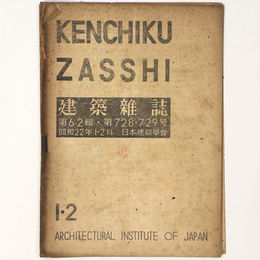 KENCHIKU
ZASSHI
建築雑誌
第62輯・第728・729号
昭和22年1・2月 日本建築學會
1・2
ARCHITECTURAL INSTITUTE OF JAPAN